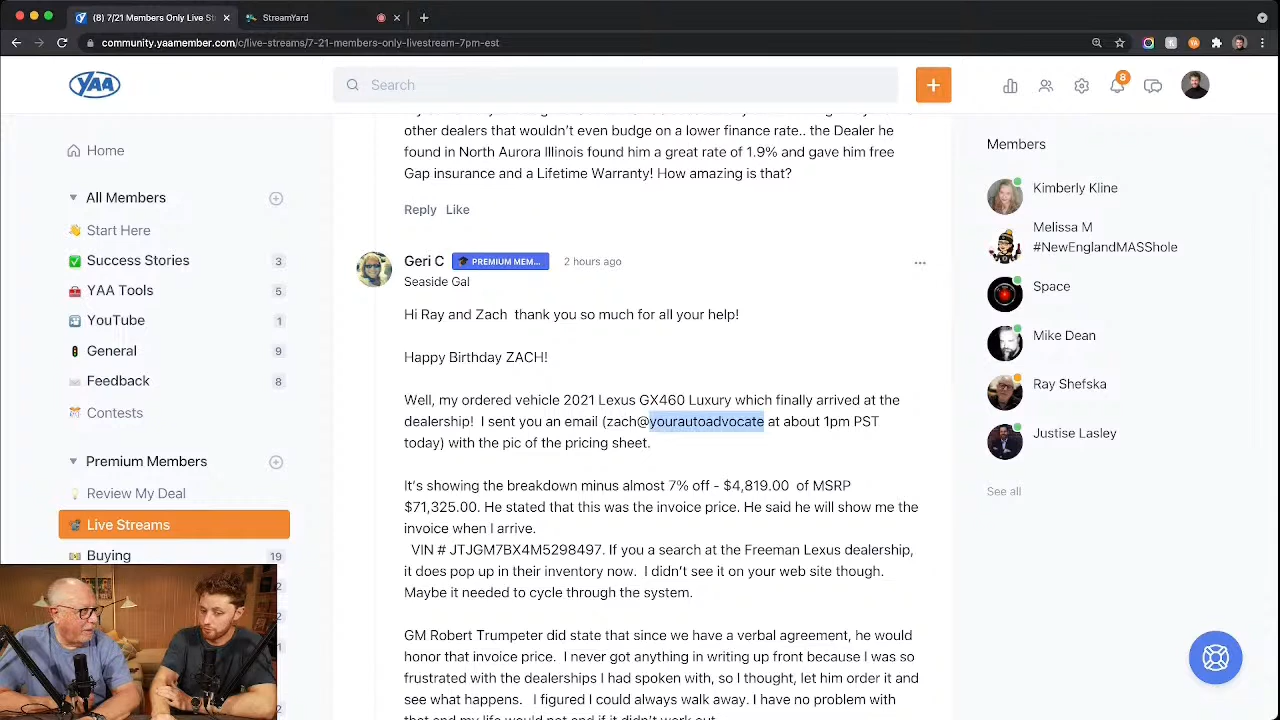 (8) 7/21 Members Only Live St
StreamYard
community.yaamember.com/c/live-streams/7-21-members-only-livestream-7pm-est
YAA
Search
8
Home
All Members
Start Here
Success Stories 3
YAA Tools 5
YouTube 1
General 9
Feedback 8
Contests
Premium Members
Review My Deal
Live Streams
Buying 19
other dealers that wouldn't even budge on a lower finance rate.. the Dealer he
found in North Aurora Illinois found him a great rate of 1.9% and gave him free
Gap insurance and a Lifetime Warranty! How amazing is that?
Reply Like
Geri C PREMIUM MEM... 2 hours ago
Seaside Gal
Hi Ray and Zach thank you so much for all your help!
Happy Birthday ZACH!
Well, my ordered vehicle 2021 Lexus GX460 Luxury which finally arrived at the
dealership! I sent you an email (zach@yourautoadvocate at about 1pm PST
today) with the pic of the pricing sheet.
It's showing the breakdown minus almost 7% off - $4,819.00 of MSRP
$71,325.00. He stated that this was the invoice price. He said he will show me the
invoice when I arrive.
VIN # JTJGM7BX4M5298497. If you a search at the Freeman Lexus dealership,
it does pop up in their inventory now. I didn't see it on your web site though.
Maybe it needed to cycle through the system.
GM Robert Trumpeter did state that since we have a verbal agreement, he would
honor that invoice price. I never got anything in writing up front because I was so
frustrated with the dealerships I had spoken with, so I thought, let him order it and
see what happens. I figured I could always walk away. I have no problem with
Members
Kimberly Kline
Melissa M
#NewEnglandMASShole
Space
Mike Dean
Ray Shefska
Justise Lasley
See all